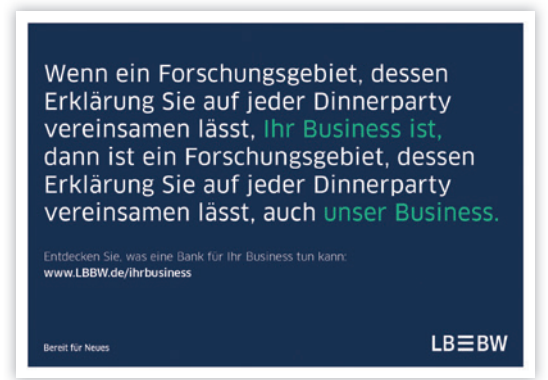 Wenn ein Forschungsgebiet, dessen
Erklärung Sie auf jeder Dinnerparty
vereinsamen lässt, Ihr Business ist,
dann ist ein Forschungsgebiet, dessen
Erklärung Sie auf jeder Dinnerparty
vereinsamen lässt, auch unser Business.
Entdecken Sie, was eine Bank für Ihr Business tun kann:
www.LBBW.de/ihrbusiness
Bereit für Neues
LB☰BW